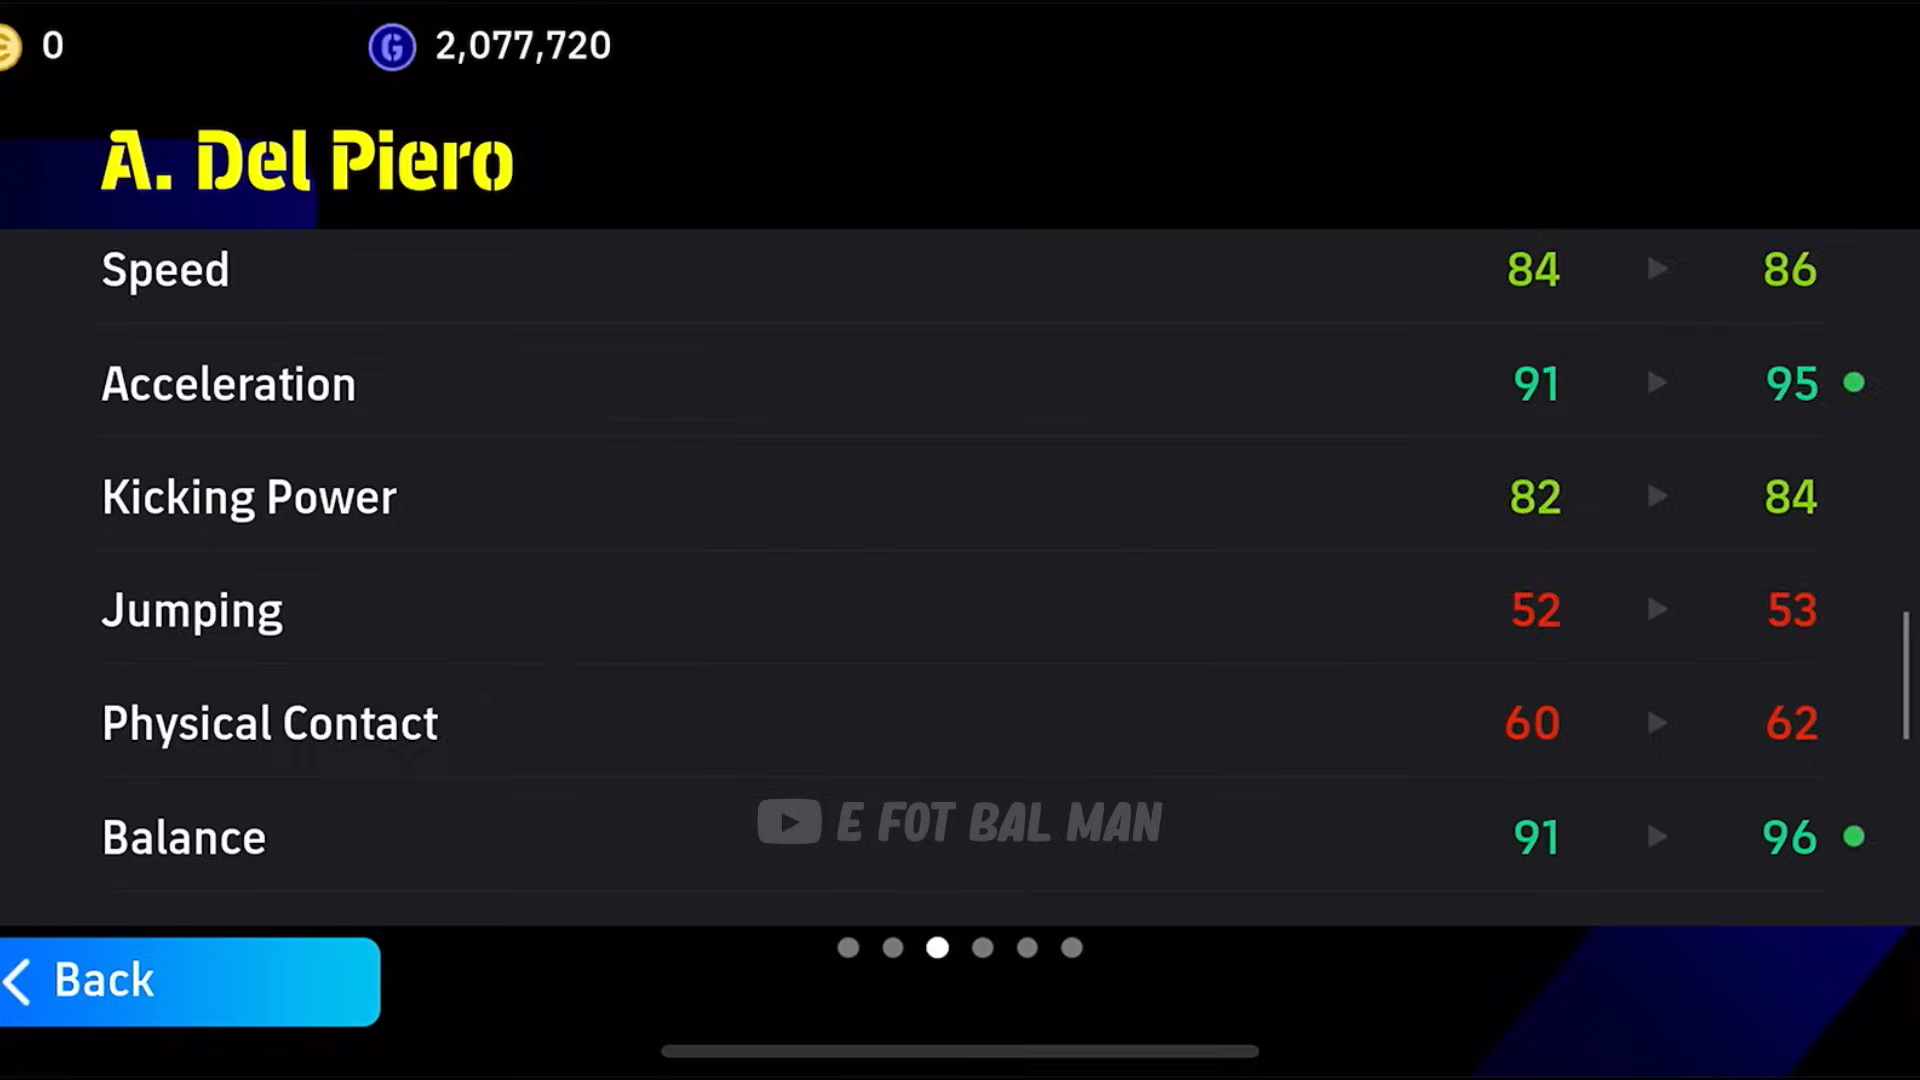 0 2,077,720
A. Del Piero
Speed 84 86
Acceleration 91 95
Kicking Power 82 84
Jumping 52 53
Physical Contact 60 62
Balance 91 96
E FOT BAL MAN
Back